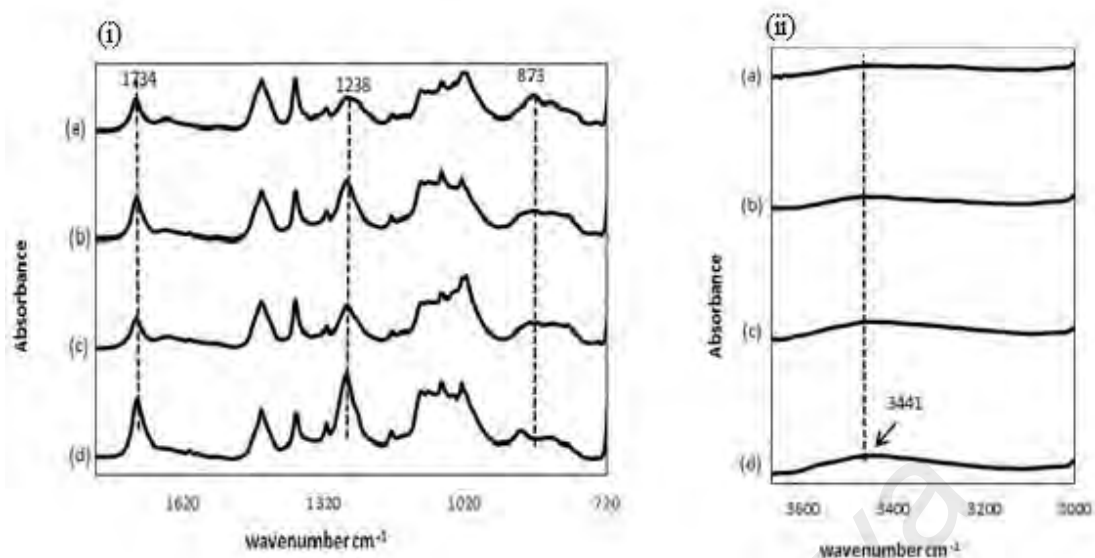 (i)
1734 1238 873
(a)
(b)
(c)
(d)
Absorbance
1620 1320 1020 770
wavenumber cm-1
(ii)
(a)
(b)
(c)
3441
(d)
Absorbance
3600 3400 3200 3000
wavenumber cm-1